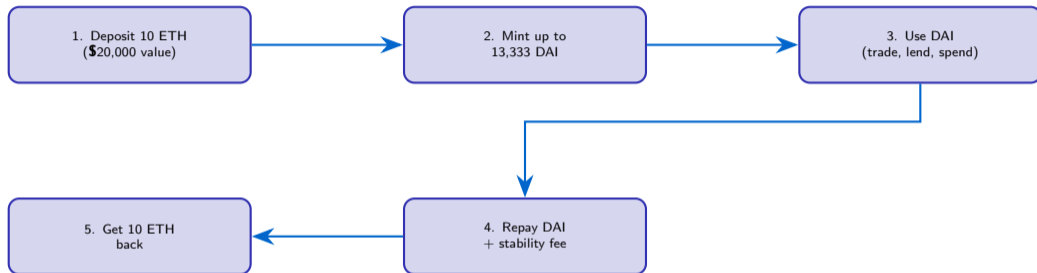 1. Deposit 10 ETH
($20,000 value)
2. Mint up to
13,333 DAI
3. Use DAI
(trade, lend, spend)
4. Repay DAI
+ stability fee
5. Get 10 ETH
back